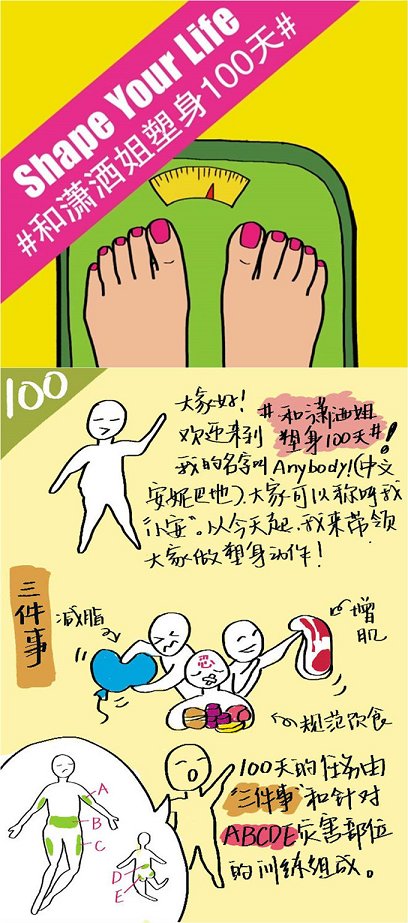 Shape Your Life
#和潇洒姐塑身100天#
100
大家好!
欢迎来到 #和潇洒姐塑身100天#!
我的名字叫Anybody!(中文
安妮巴地)、大家可以称呼我
"小安"。从今天起,我来带领
大家做塑身动作!
三件事
减脂
增肌
忍
规范饮食
A
B
C
D
E
100天的任务由
"三件事"和针对
ABCDE灾害部位
的训练组成。